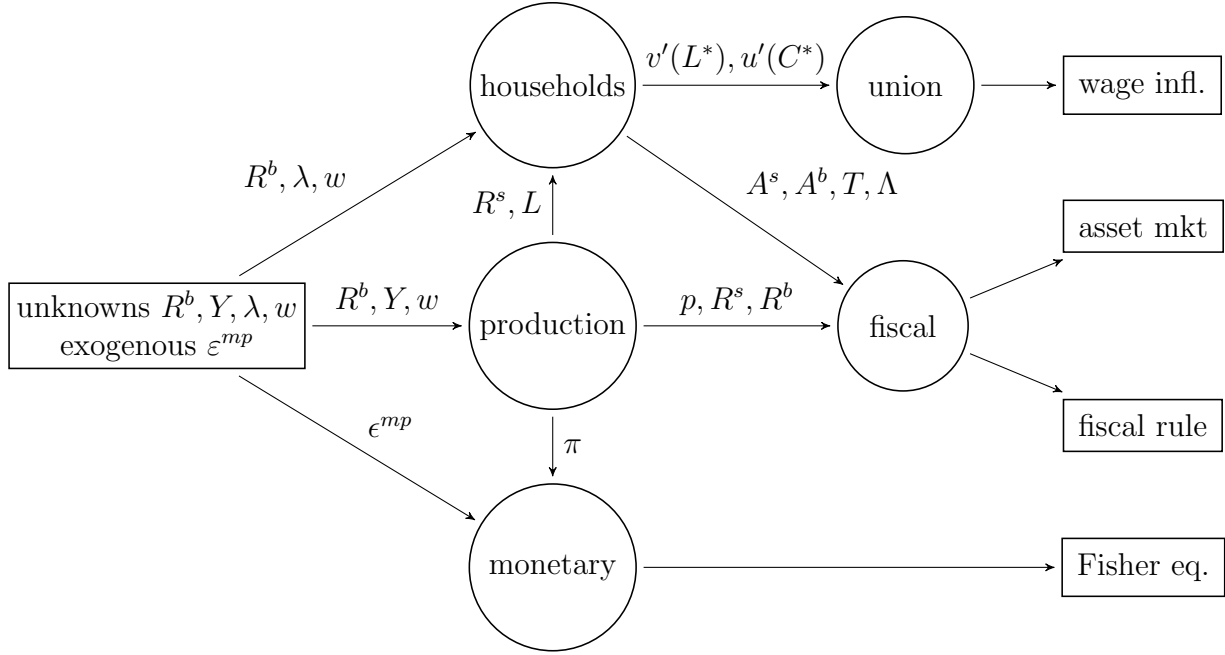 v′(L*), u′(C*)
households
union
wage infl.
R^b, λ, w
R^s, L
A^s, A^b, T, Λ
asset mkt
unknowns R^b, Y, λ, w
exogenous ε^{mp}
R^b, Y, w
production
p, R^s, R^b
fiscal
ϵ^{mp}
π
fiscal rule
monetary
Fisher eq.